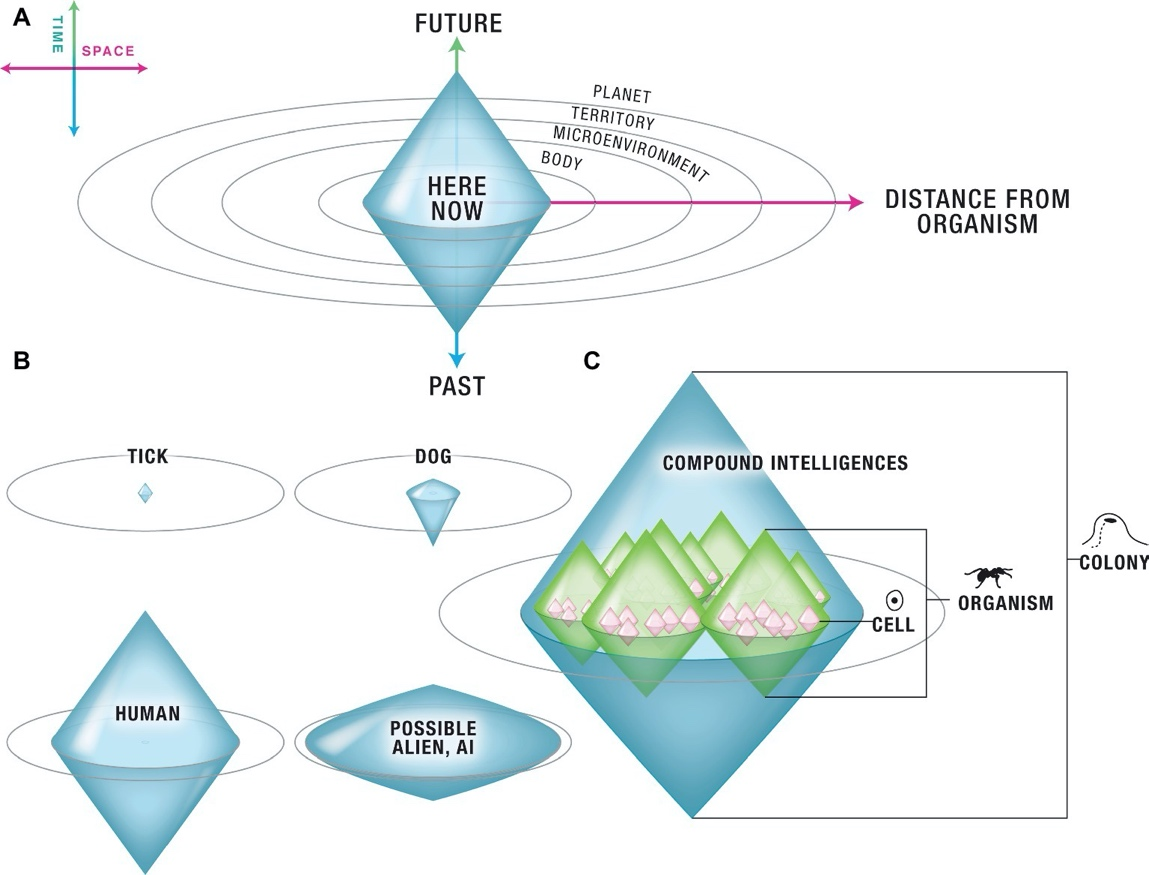 A
TIME
SPACE
FUTURE
PLANET
TERRITORY
MICROENVIRONMENT
BODY
HERE
NOW
DISTANCE FROM
ORGANISM
PAST
B
TICK
DOG
HUMAN
POSSIBLE
ALIEN, AI
C
COMPOUND INTELLIGENCES
CELL
ORGANISM
COLONY